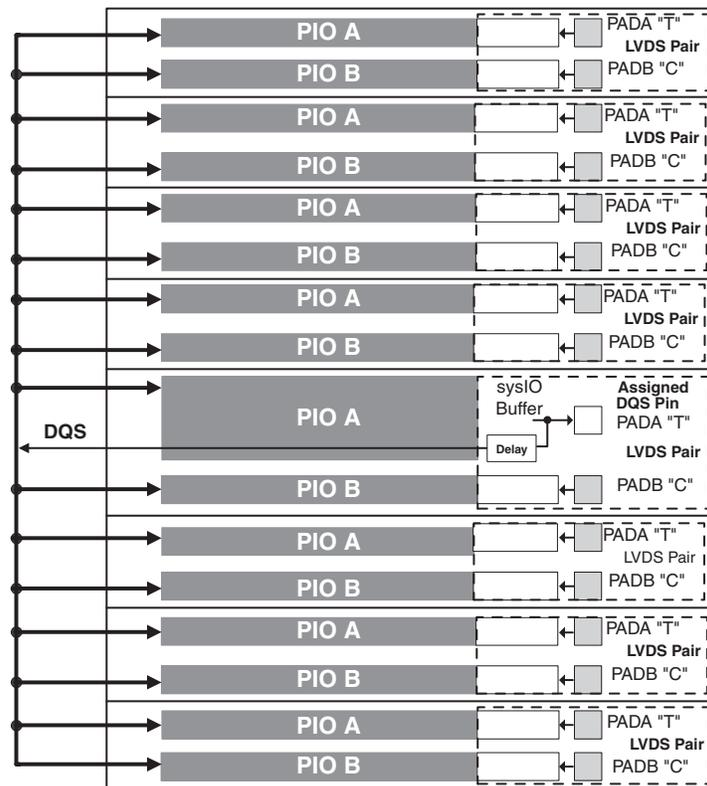 PIO A
PADA "T"
LVDS Pair
PIO B
PADB "C"
PIO A
PADA "T"
LVDS Pair
PIO B
PADB "C"
PIO A
PADA "T"
LVDS Pair
PIO B
PADB "C"
PIO A
PADA "T"
LVDS Pair
PIO B
PADB "C"
DQS
PIO A
sysIO
Buffer
Delay
Assigned
DQS Pin
PADA "T"
LVDS Pair
PIO B
PADB "C"
PIO A
PADA "T"
LVDS Pair
PIO B
PADB "C"
PIO A
PADA "T"
LVDS Pair
PIO B
PADB "C"
PIO A
PADA "T"
LVDS Pair
PIO B
PADB "C"